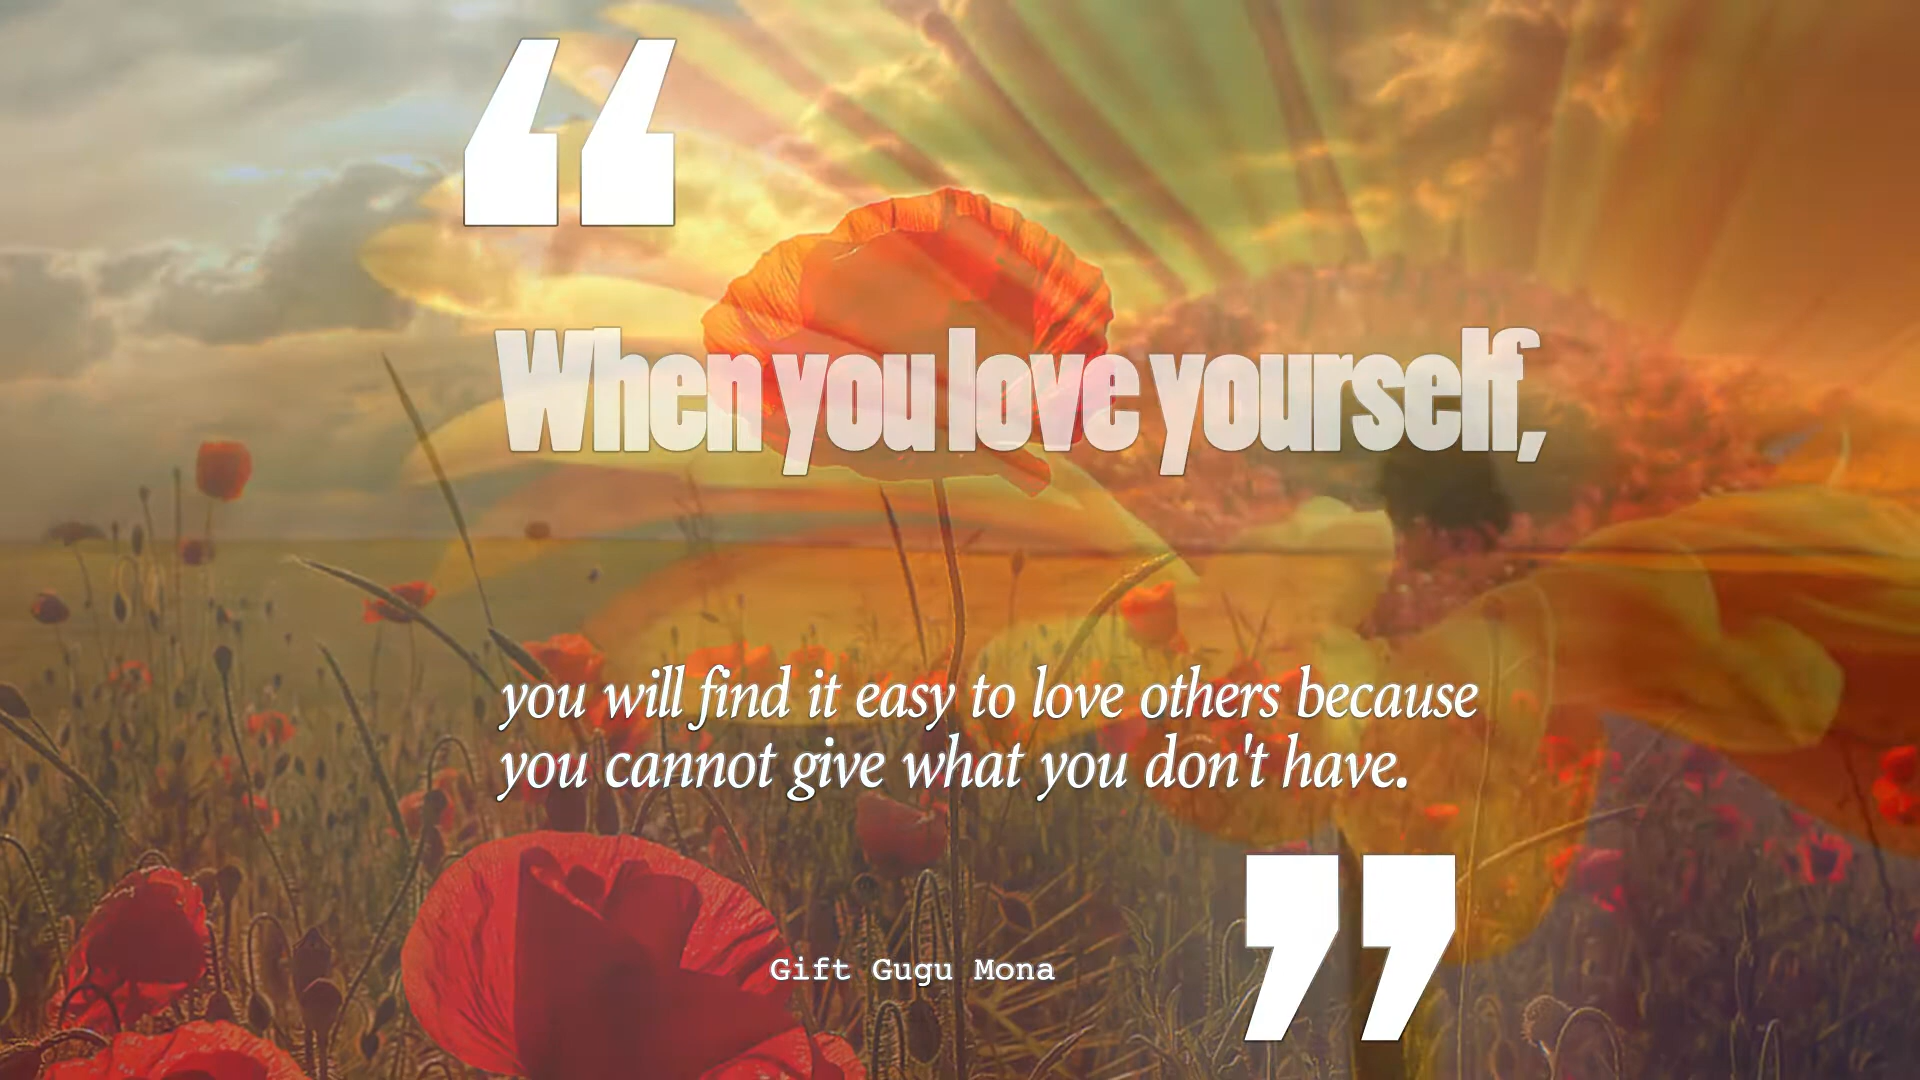 “
When you love yourself,
you will find it easy to love others because
you cannot give what you don't have.
”
Gift Gugu Mona